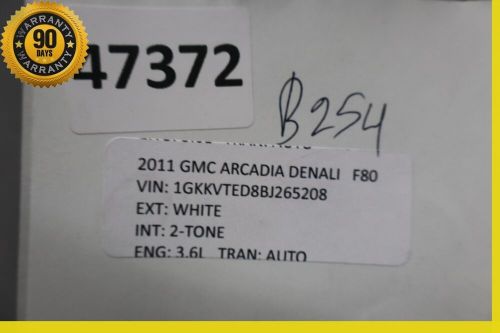 WARRANTY
90
DAYS
WARRANTY
47372
B254
2011 GMC ARCADIA DENALI F80
VIN: 1GKKVTED8BJ265208
EXT: WHITE
INT: 2-TONE
ENG: 3.6L TRAN: AUTO